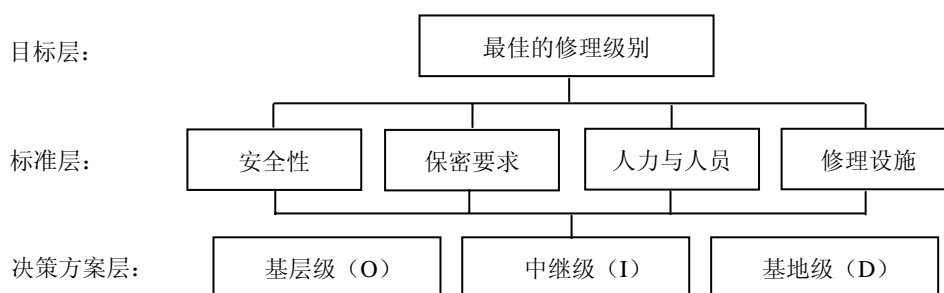 目标层：
最佳的修理级别
标准层：
安全性
保密要求
人力与人员
修理设施
决策方案层：
基层级（O）
中继级（I）
基地级（D）